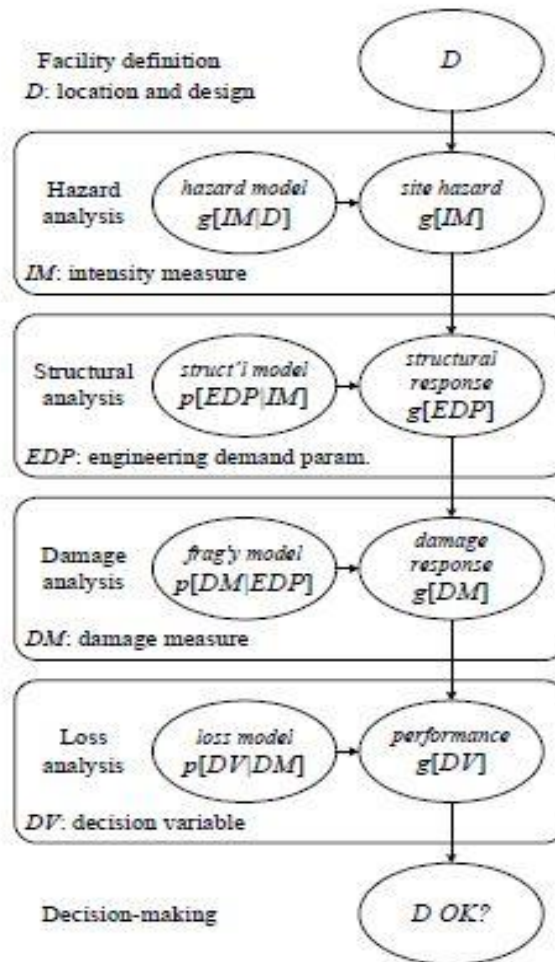 Facility definition
D: location and design
D
Hazard
analysis
hazard model
g[IM|D]
site hazard
g[IM]
IM: intensity measure
Structural
analysis
struct'l model
p[EDP|IM]
structural
response
g[EDP]
EDP: engineering demand param.
Damage
analysis
frag'y model
p[DM|EDP]
damage
response
g[DM]
DM: damage measure
Loss
analysis
loss model
p[DV|DM]
performance
g[DV]
DV: decision variable
Decision-making
D OK?